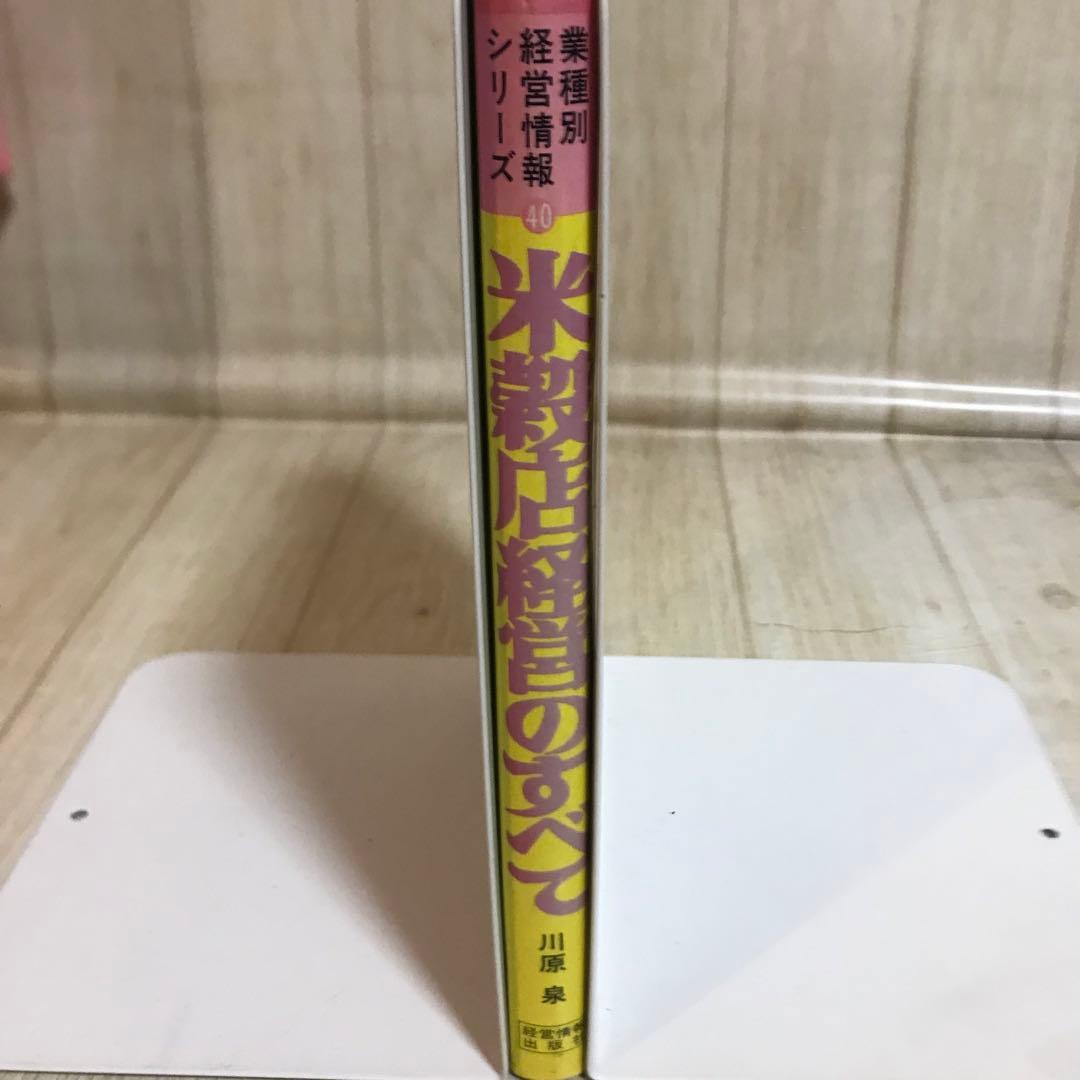 業種別
経営情報
シリーズ
40
米穀店経営のすべて
川原 泉
経営情報
出版社